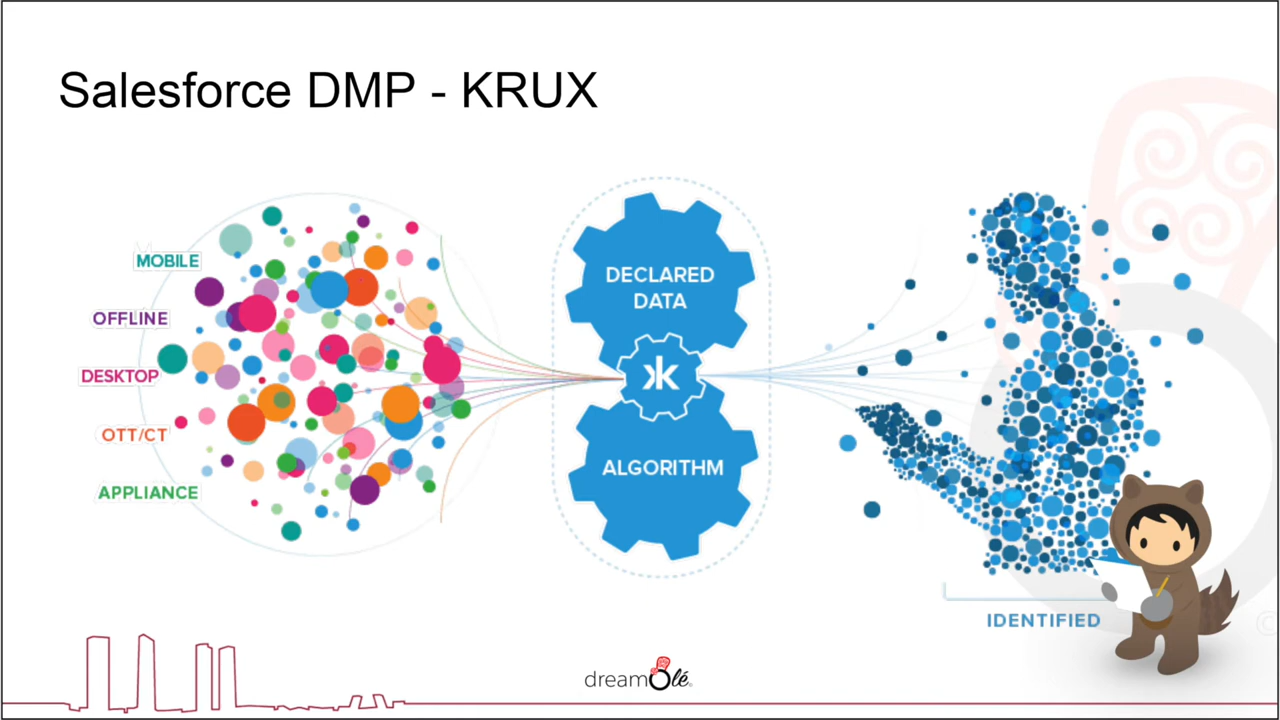 Salesforce DMP - KRUX
MOBILE
OFFLINE
DESKTOP
OTT/CT
APPLIANCE
DECLARED
DATA
k
ALGORITHM
IDENTIFIED
dreamOlé